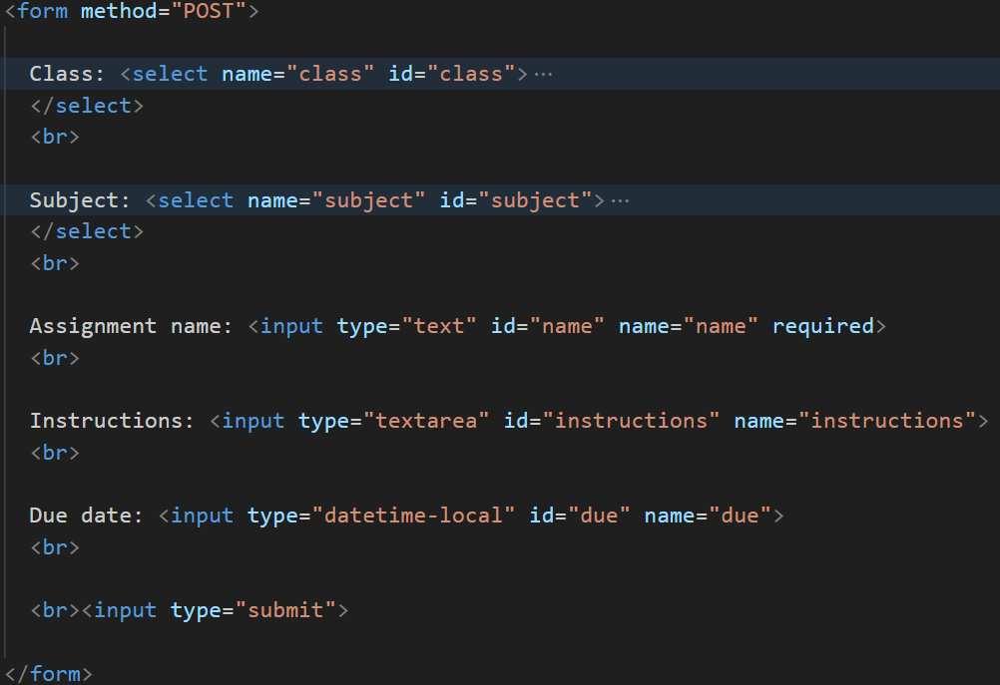 <form method="POST">
Class: <select name="class" id="class">···
</select>
<br>
Subject: <select name="subject" id="subject">···
</select>
<br>
Assignment name: <input type="text" id="name" name="name" required>
<br>
Instructions: <input type="textarea" id="instructions" name="instructions">
<br>
Due date: <input type="datetime-local" id="due" name="due">
<br>
<br><input type="submit">
</form>